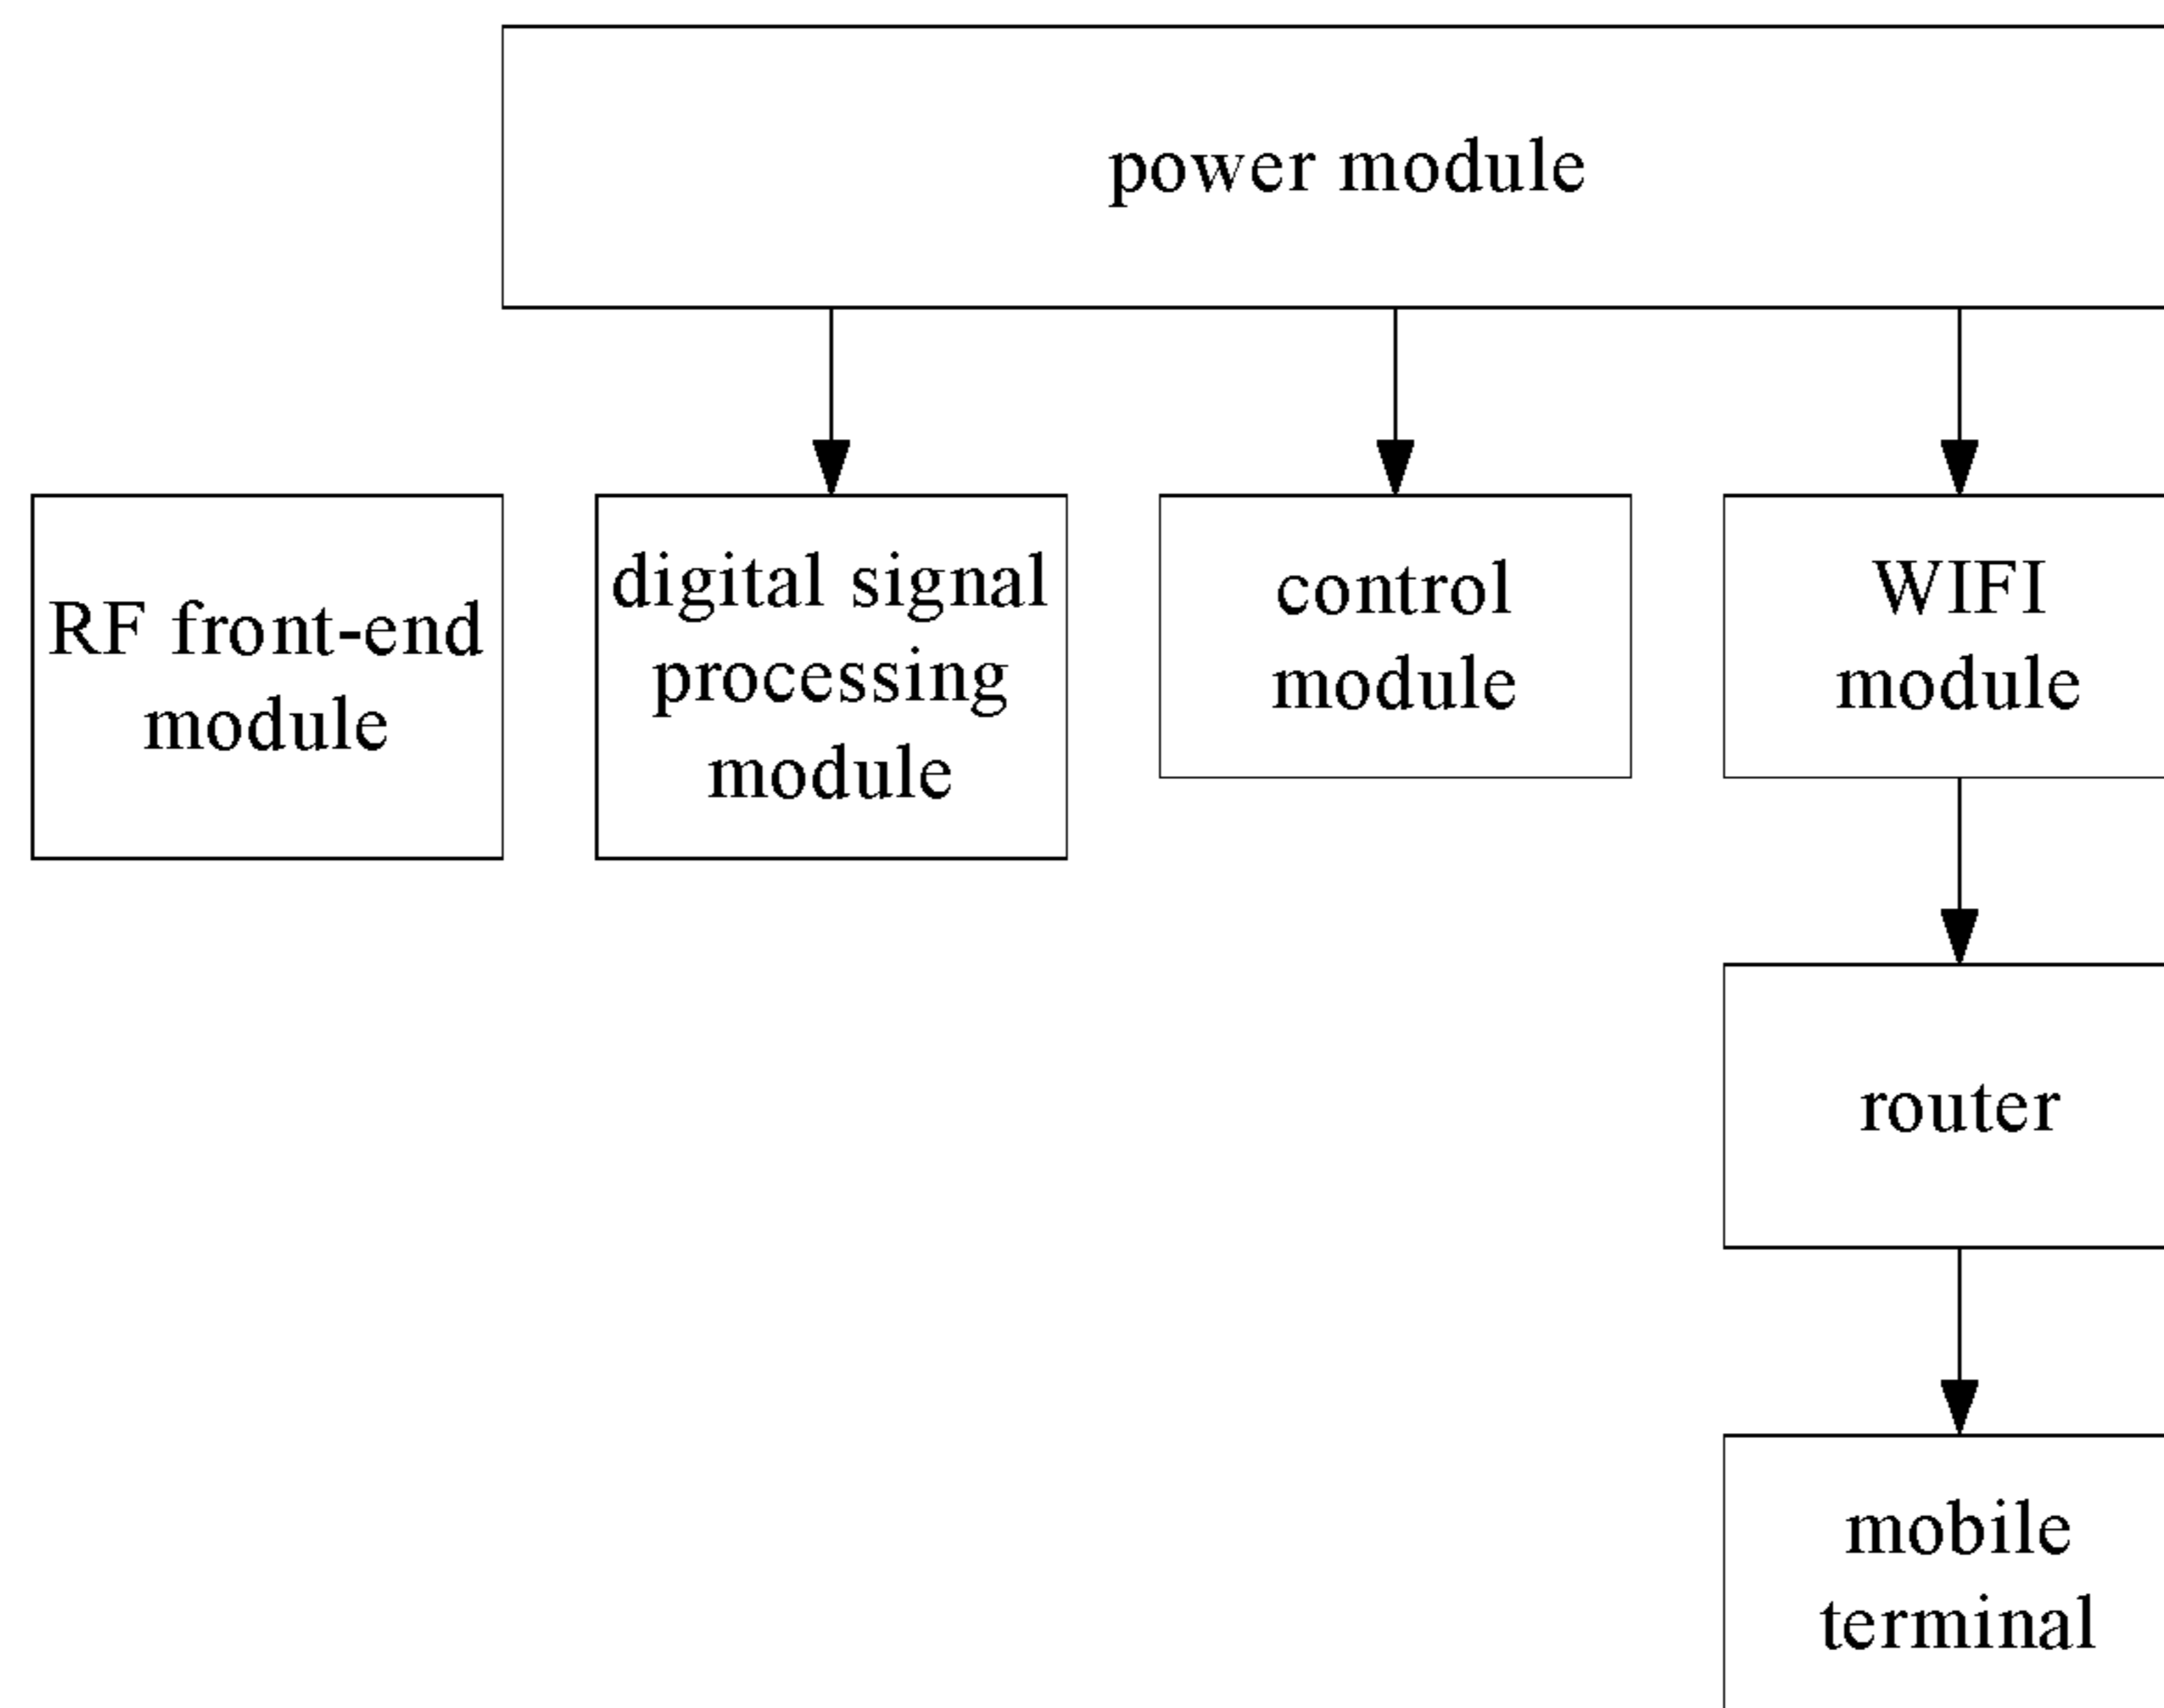 power module
RF front-end
module
digital signal
processing
module
control
module
WIFI
module
router
mobile
terminal